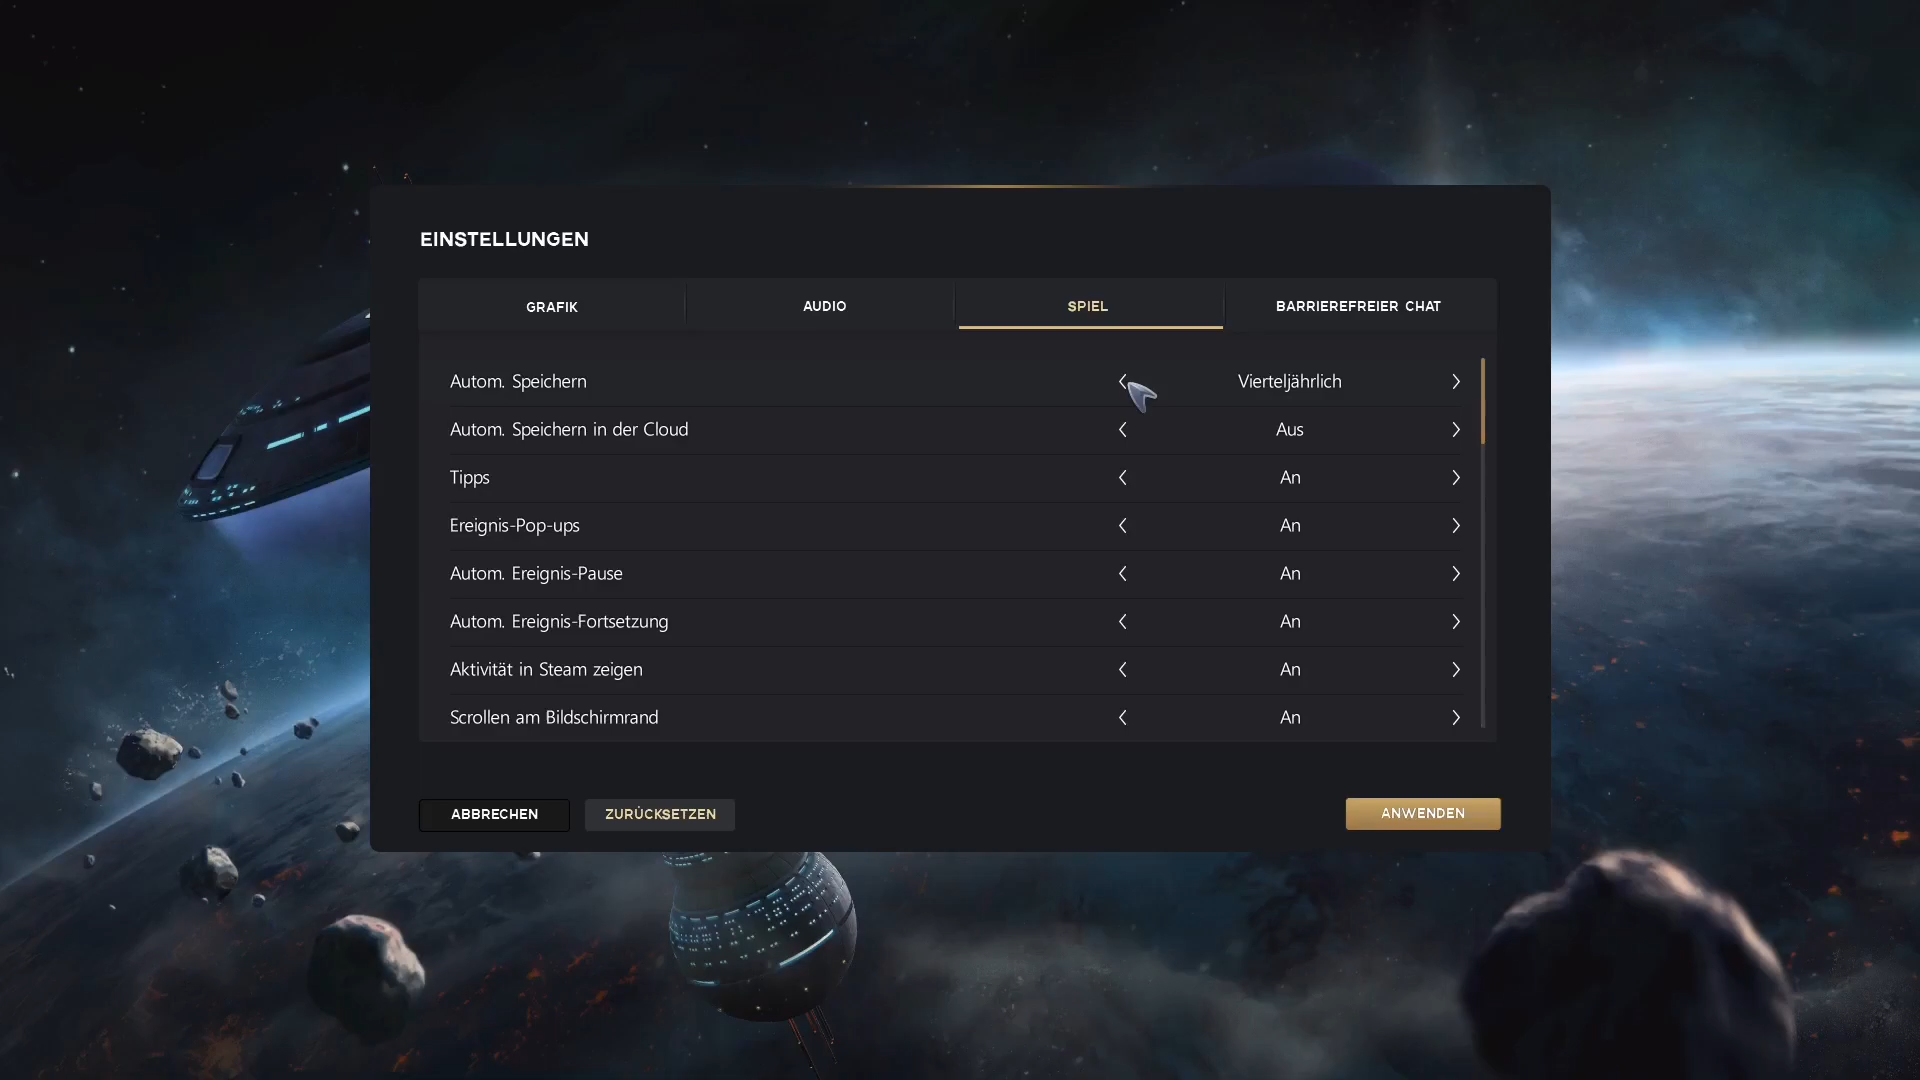 EINSTELLUNGEN
GRAFIK AUDIO SPIEL BARRIEREFREIER CHAT
Autom. Speichern Vierteljährlich
Autom. Speichern in der Cloud Aus
Tipps An
Ereignis-Pop-ups An
Autom. Ereignis-Pause An
Autom. Ereignis-Fortsetzung An
Aktivität in Steam zeigen An
Scrollen am Bildschirmrand An
ABBRECHEN ZURÜCKSETZEN ANWENDEN